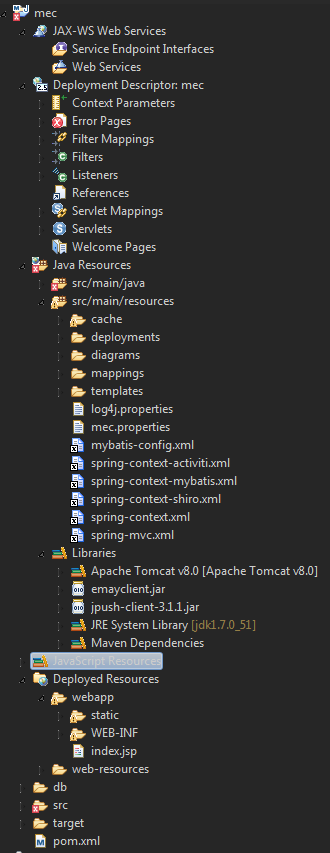 mec
JAX-WS Web Services
Service Endpoint Interfaces
Web Services
Deployment Descriptor: mec
Context Parameters
Error Pages
Filter Mappings
Filters
Listeners
References
Servlet Mappings
Servlets
Welcome Pages
Java Resources
src/main/java
src/main/resources
cache
deployments
diagrams
mappings
templates
log4j.properties
mec.properties
mybatis-config.xml
spring-context-activiti.xml
spring-context-mybatis.xml
spring-context-shiro.xml
spring-context.xml
spring-mvc.xml
Libraries
Apache Tomcat v8.0 [Apache Tomcat v8.0]
emayclient.jar
jpush-client-3.1.1.jar
JRE System Library [jdk1.7.0_51]
Maven Dependencies
JavaScript Resources
Deployed Resources
webapp
static
WEB-INF
index.jsp
web-resources
db
src
target
pom.xml